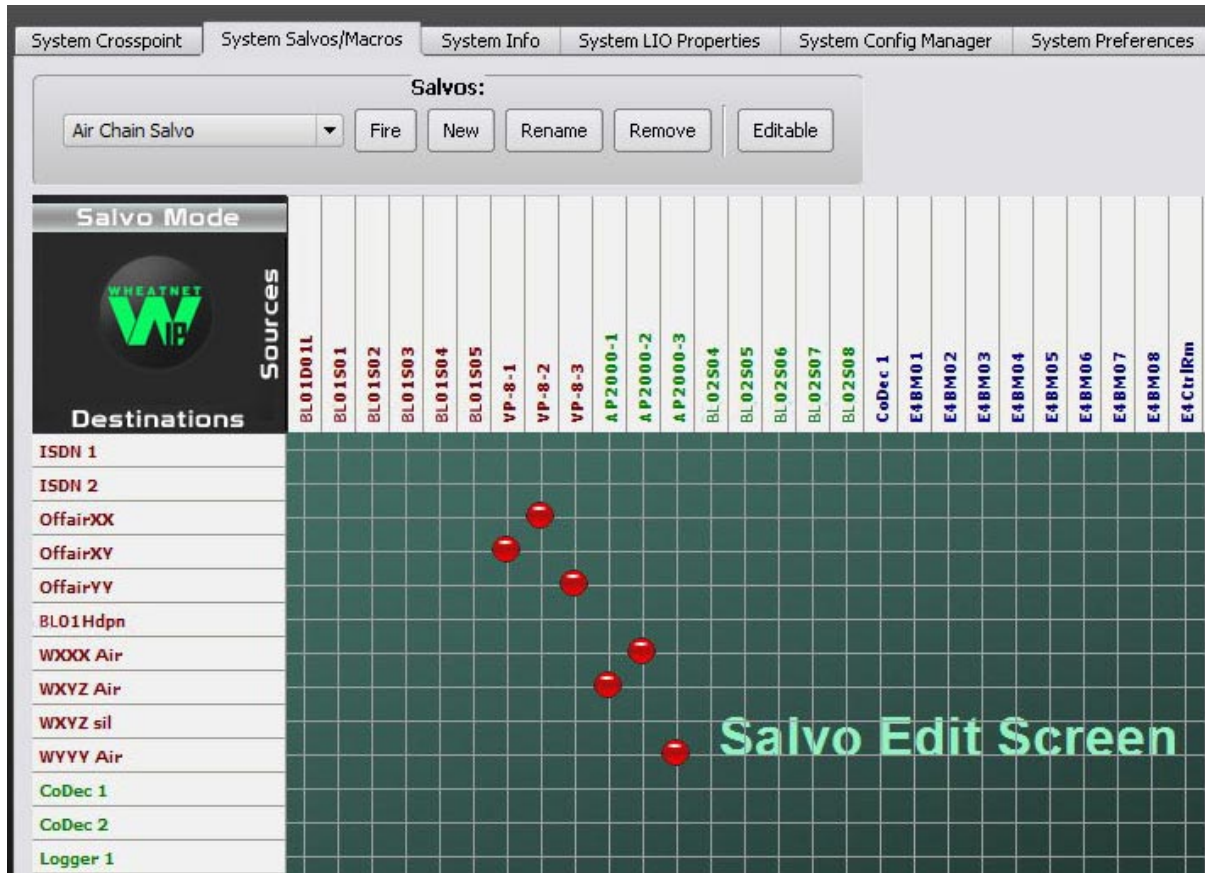 System Crosspoint System Salvos/Macros System Info System LIO Properties System Config Manager System Preferences
Salvos:
Air Chain Salvo Fire New Rename Remove Editable
Salvo Mode
WHEATNET
W IP
Sources
Destinations
BL01D01L
BL01S01
BL01S02
BL01S03
BL01S04
BL01S05
VP-8-1
VP-8-2
VP-8-3
AP2000-1
AP2000-2
AP2000-3
BL02S04
BL02S05
BL02S06
BL02S07
BL02S08
CoDec 1
E4BM01
E4BM02
E4BM03
E4BM04
E4BM05
E4BM06
E4BM07
E4BM08
E4CtrlRm
ISDN 1
ISDN 2
OffairXX
OffairXY
OffairYY
BL01Hdpn
WXXX Air
WXYZ Air
WXYZ sil
WYYY Air
CoDec 1
CoDec 2
Logger 1
Salvo Edit Screen